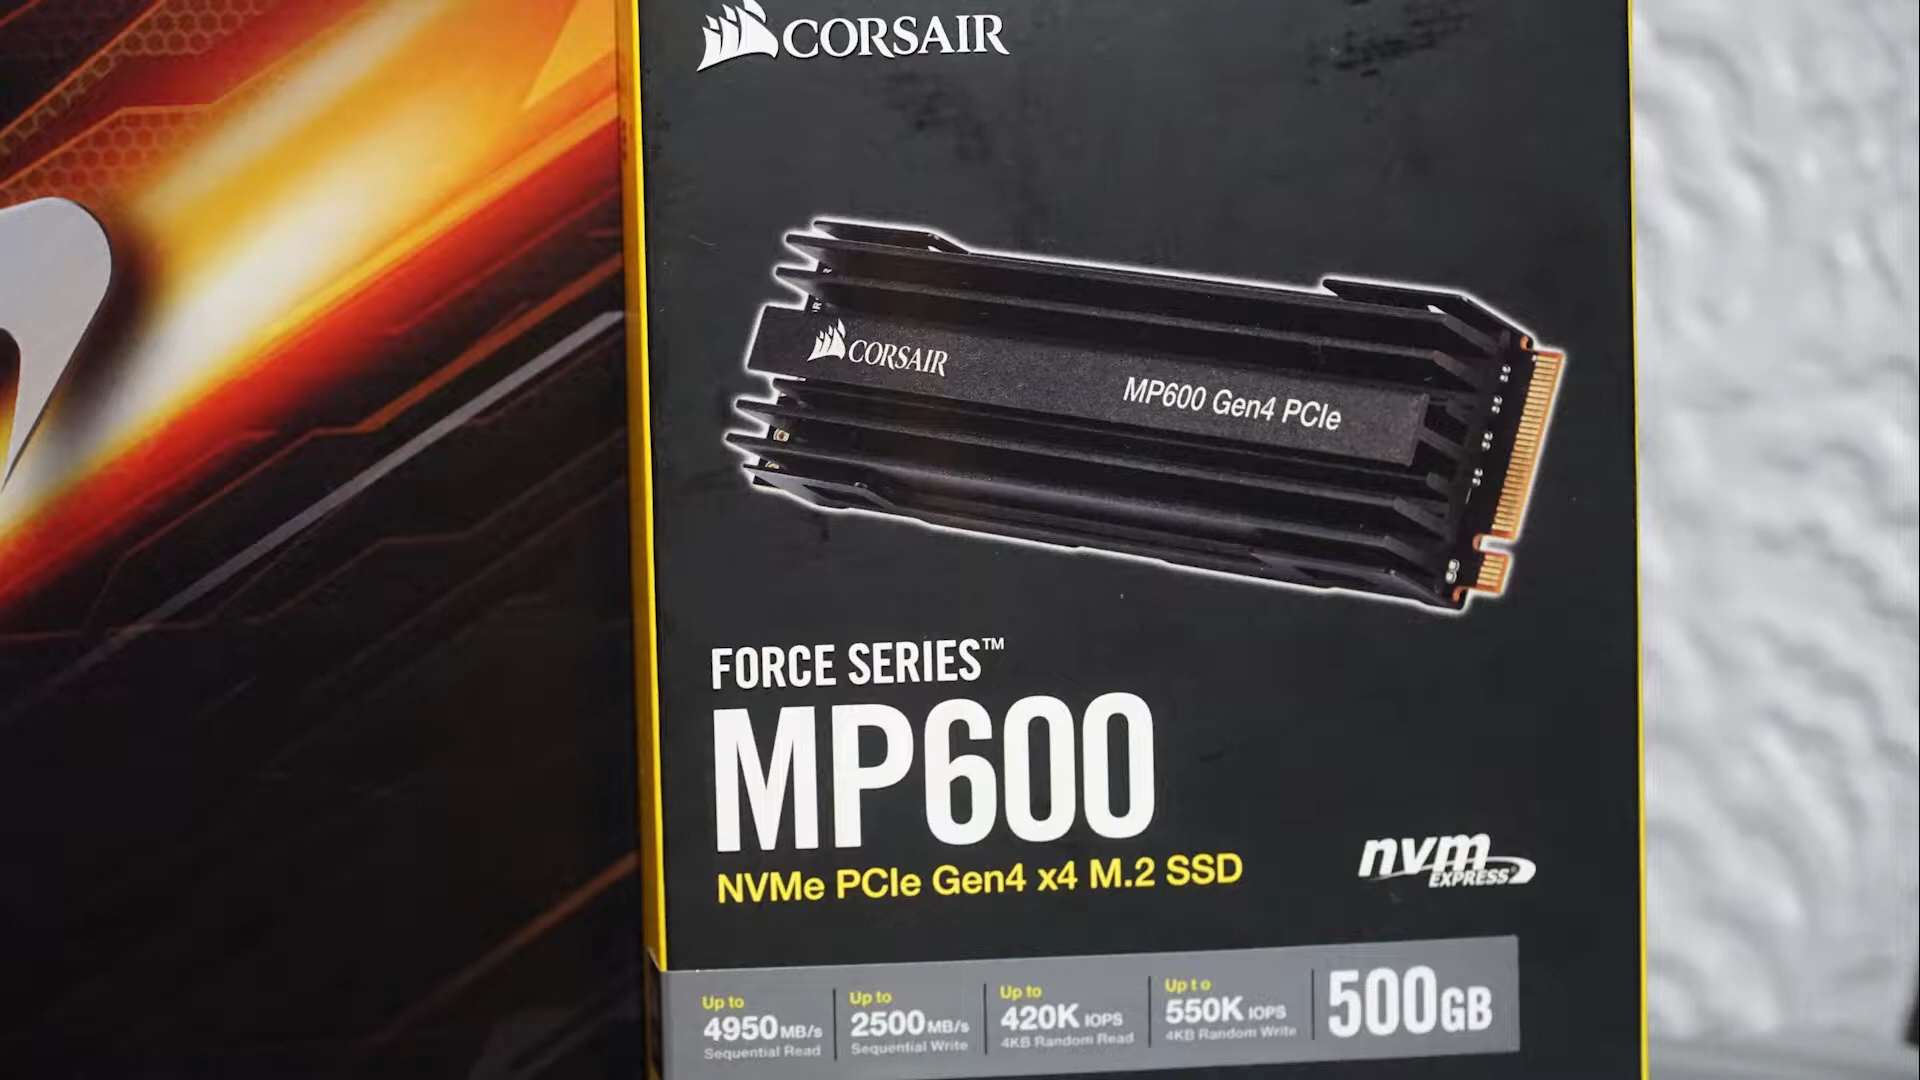 CORSAIR
CORSAIR
MP600 Gen4 PCIe
FORCE SERIES™
MP600
NVMe PCIe Gen4 x4 M.2 SSD
nvm
EXPRESS
Up to
4950 MB/s
Sequential Read
Up to
2500 MB/s
Sequential Write
Up to
420K IOPS
4KB Random Read
Up to
550K IOPS
4KB Random Write
500GB